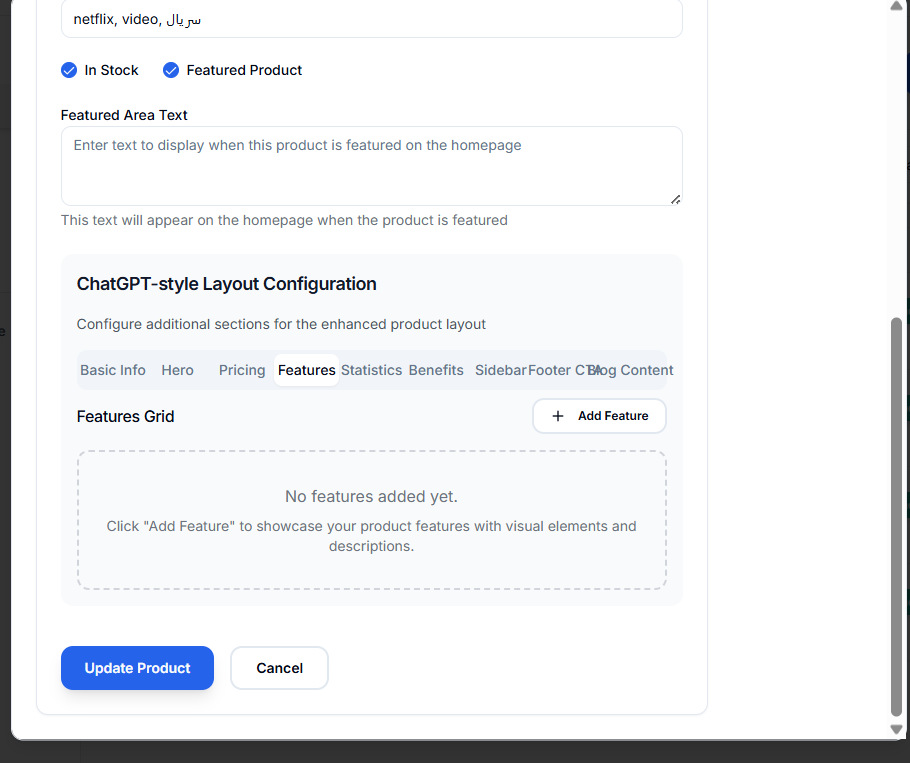 netflix, video, سریال
In Stock
Featured Product
Featured Area Text
Enter text to display when this product is featured on the homepage
This text will appear on the homepage when the product is featured
ChatGPT-style Layout Configuration
Configure additional sections for the enhanced product layout
Basic Info Hero Pricing Features Statistics Benefits Sidebar Footer CTA Blog Content
Features Grid
+ Add Feature
No features added yet.
Click "Add Feature" to showcase your product features with visual elements and
descriptions.
Update Product
Cancel